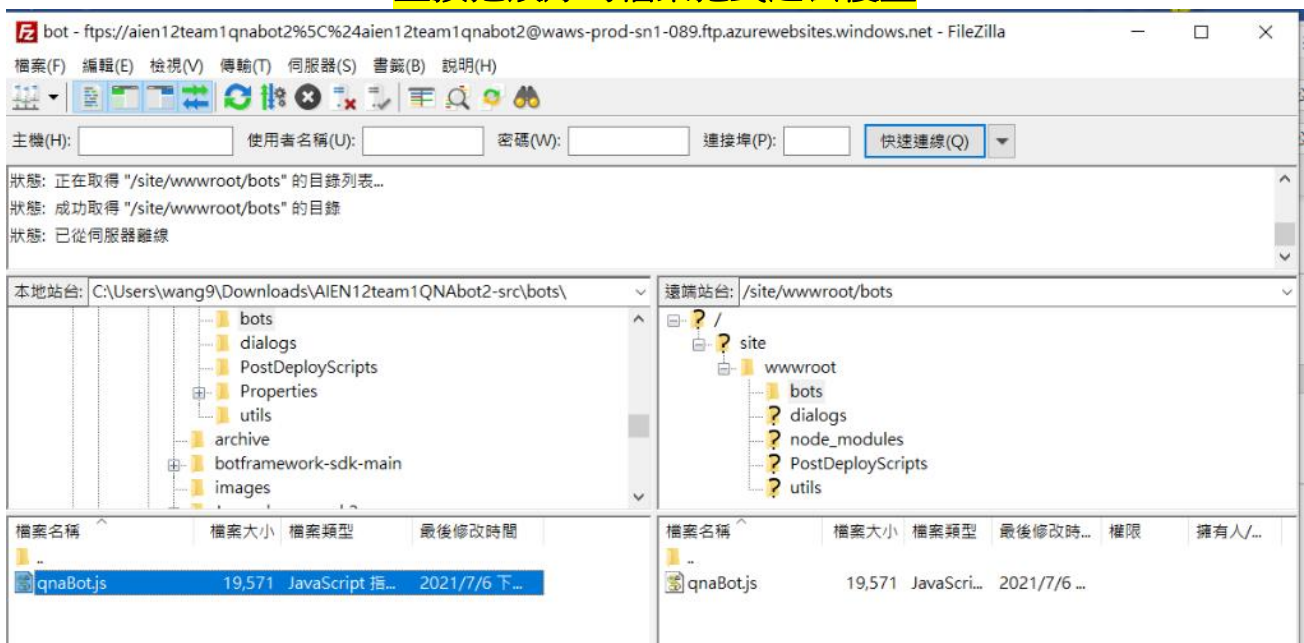 bot - ftps://aien12team1qnabot2%5C%24aien12team1qnabot2@waws-prod-sn1-089.ftp.azurewebsites.windows.net - FileZilla
檔案(F) 編輯(E) 檢視(V) 傳輸(T) 伺服器(S) 書籤(B) 說明(H)
主機(H): 使用者名稱(U): 密碼(W): 連接埠(P): 快速連線(Q)
狀態: 正在取得 "/site/wwwroot/bots" 的目錄列表...
狀態: 成功取得 "/site/wwwroot/bots" 的目錄
狀態: 已從伺服器離線
本地站台: C:\Users\wang9\Downloads\AIEN12team1QNAbot2-src\bots\
bots
dialogs
PostDeployScripts
Properties
utils
archive
botframework-sdk-main
images
檔案名稱 檔案大小 檔案類型 最後修改時間
..
qnaBot.js 19,571 JavaScript 指... 2021/7/6 下...
遠端站台: /site/wwwroot/bots
/
site
wwwroot
bots
dialogs
node_modules
PostDeployScripts
utils
檔案名稱 檔案大小 檔案類型 最後修改時... 權限 擁有人/...
..
qnaBot.js 19,571 JavaScri... 2021/7/6 ...